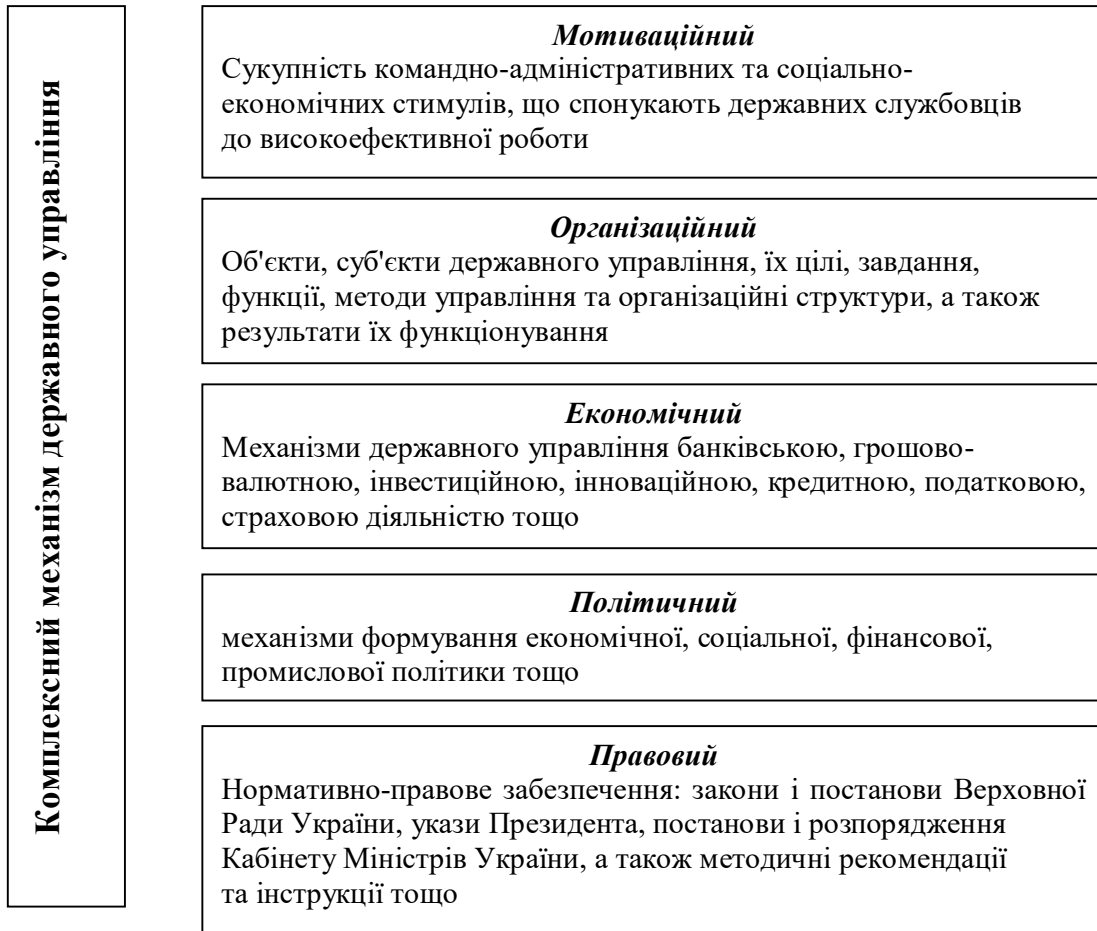 Комплексний механізм державного управління
Мотиваційний
Сукупність командно-адміністративних та соціально-
економічних стимулів, що спонукають державних службовців
до високоефективної роботи
Організаційний
Об'єкти, суб'єкти державного управління, їх цілі, завдання,
функції, методи управління та організаційні структури, а також
результати їх функціонування
Економічний
Механізми державного управління банківською, грошово-
валютною, інвестиційною, інноваційною, кредитною, податковою,
страховою діяльністю тощо
Політичний
механізми формування економічної, соціальної, фінансової,
промислової політики тощо
Правовий
Нормативно-правове забезпечення: закони і постанови Верховної
Ради України, укази Президента, постанови і розпорядження
Кабінету Міністрів України, а також методичні рекомендації
та інструкції тощо